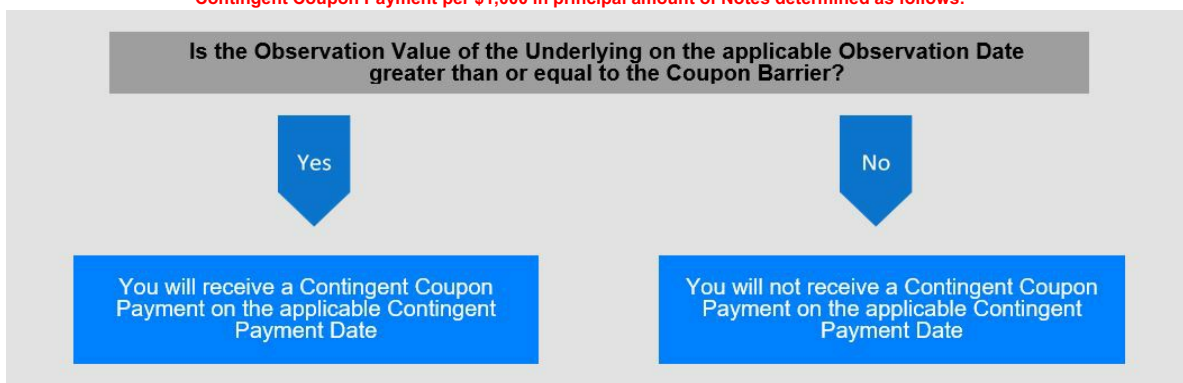 Contingent Coupon Payment per $1,000 in principal amount of Notes determined as follows:
Is the Observation Value of the Underlying on the applicable Observation Date
greater than or equal to the Coupon Barrier?
Yes
No
You will receive a Contingent Coupon
Payment on the applicable Contingent
Payment Date
You will not receive a Contingent Coupon
Payment on the applicable Contingent
Payment Date